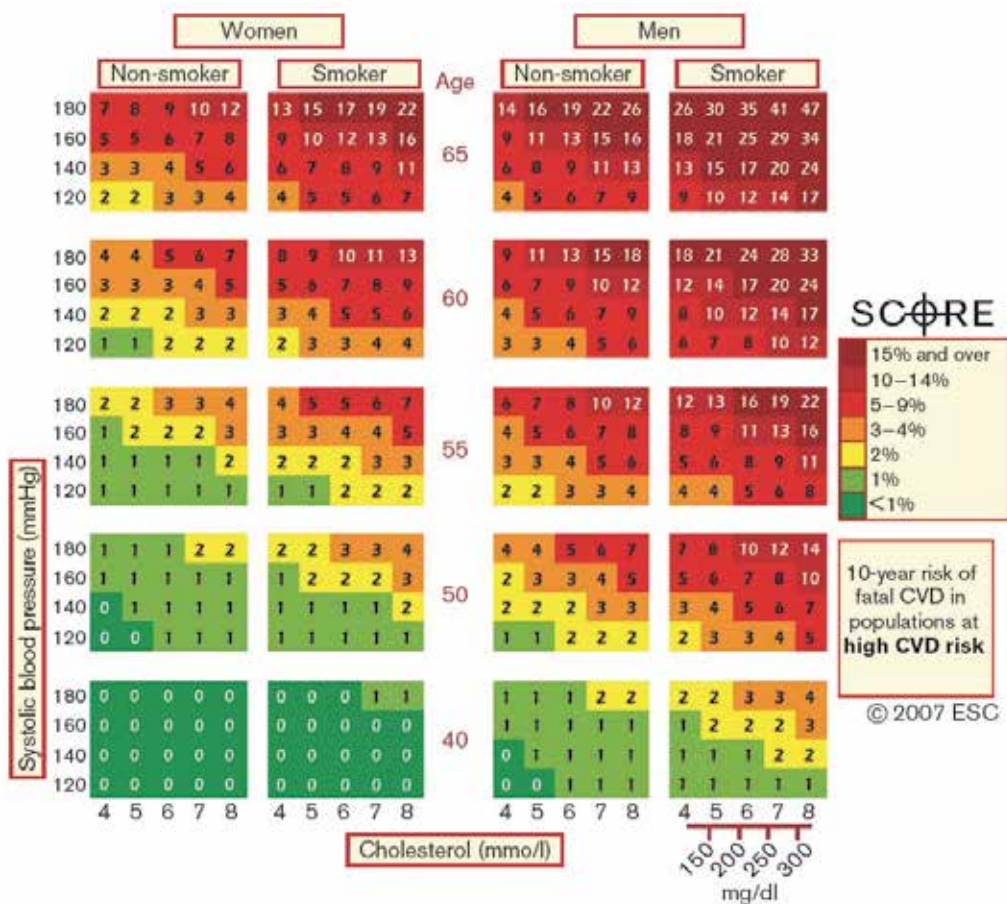 Women Men
Non-smoker Smoker Age Non-smoker Smoker
180 7 8 9 10 12 13 15 17 19 22 14 16 19 22 26 26 30 35 41 47
160 5 5 6 7 8 9 10 12 13 16 9 11 13 15 16 18 21 25 29 34
65
140 3 3 4 5 6 6 7 8 9 11 6 8 9 11 13 13 15 17 20 24
120 2 2 3 3 4 4 5 5 6 7 4 5 6 7 9 9 10 12 14 17
180 4 4 5 6 7 8 9 10 11 13 9 11 13 15 18 18 21 24 28 33
160 3 3 3 4 5 5 6 7 8 9 6 7 9 10 12 12 14 17 20 24
60
140 2 2 2 3 3 3 4 5 5 6 4 5 6 7 9 8 10 12 14 17
120 1 1 2 2 2 2 3 3 4 4 3 3 4 5 6 6 7 8 10 12
180 2 2 3 3 4 4 5 5 6 7 6 7 8 10 12 12 13 16 19 22
160 1 2 2 2 3 3 3 4 4 5 4 5 6 7 8 8 9 11 13 16
55
140 1 1 1 1 2 2 2 2 3 3 3 3 4 5 6 5 6 8 9 11
120 1 1 1 1 1 1 1 2 2 2 2 2 3 3 4 4 4 5 6 8
180 1 1 1 2 2 2 2 3 3 4 4 4 5 6 7 7 8 10 12 14
160 1 1 1 1 1 1 2 2 2 3 2 3 3 4 5 5 6 7 8 10
50
140 0 1 1 1 1 1 1 1 1 2 2 2 2 3 3 3 4 5 6 7
120 0 0 1 1 1 1 1 1 1 1 1 1 2 2 2 2 3 3 4 5
180 0 0 0 0 0 0 0 0 1 1 1 1 1 2 2 2 2 3 3 4
160 0 0 0 0 0 0 0 0 0 0 1 1 1 1 1 1 2 2 2 3
40
140 0 0 0 0 0 0 0 0 0 0 0 1 1 1 1 1 1 1 2 2
120 0 0 0 0 0 0 0 0 0 0 0 0 1 1 1 1 1 1 1 1
4 5 6 7 8 4 5 6 7 8 4 5 6 7 8 4 5 6 7 8
Systolic blood pressure (mmHg)
Cholesterol (mmo/l)
150 200 250 300
mg/dl
SCORE
15% and over
10–14%
5–9%
3–4%
2%
1%
<1%
10-year risk of
fatal CVD in
populations at
high CVD risk
© 2007 ESC